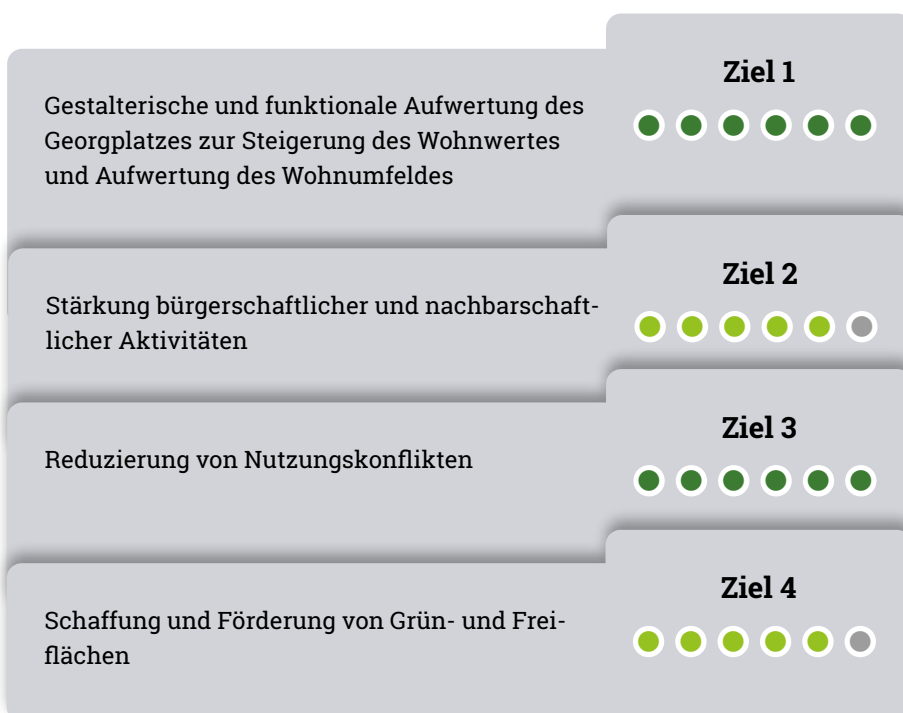 Ziel 1
Gestalterische und funktionale Aufwertung des
Georgplatzes zur Steigerung des Wohnwertes
und Aufwertung des Wohnumfeldes
Ziel 2
Stärkung bürgerschaftlicher und nachbarschaft-
licher Aktivitäten
Ziel 3
Reduzierung von Nutzungskonflikten
Ziel 4
Schaffung und Förderung von Grün- und Frei-
flächen